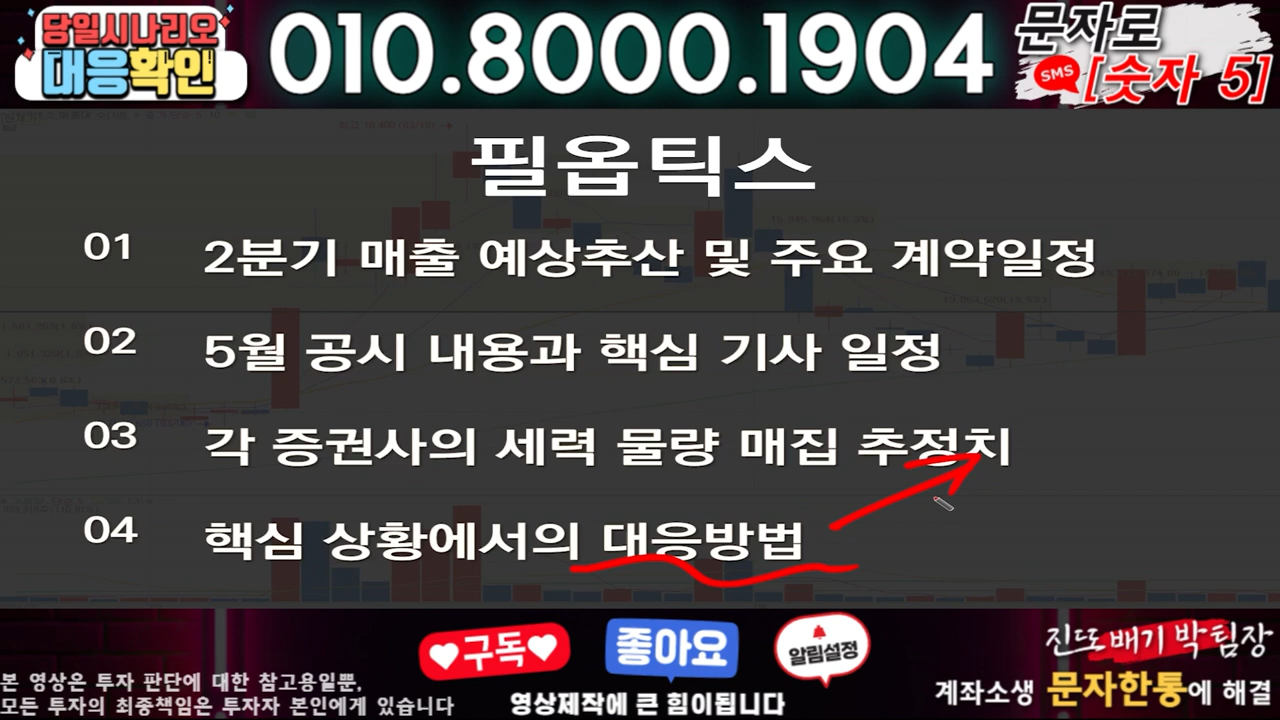 당일시나리오
대응확인
010.8000.1904
문자로
SMS
[숫자 5]
필옵틱스
01 2분기 매출 예상추산 및 주요 계약일정
02 5월 공시 내용과 핵심 기사 일정
03 각 증권사의 세력 물량 매집 추정치
04 핵심 상황에서의 대응방법
구독
좋아요
알림설정
영상제작에 큰 힘이됩니다
본 영상은 투자 판단에 대한 참고용일뿐,
모든 투자의 최종책임은 투자자 본인에게 있습니다
진또배기 박팀장
계좌소생 문자한통에 해결